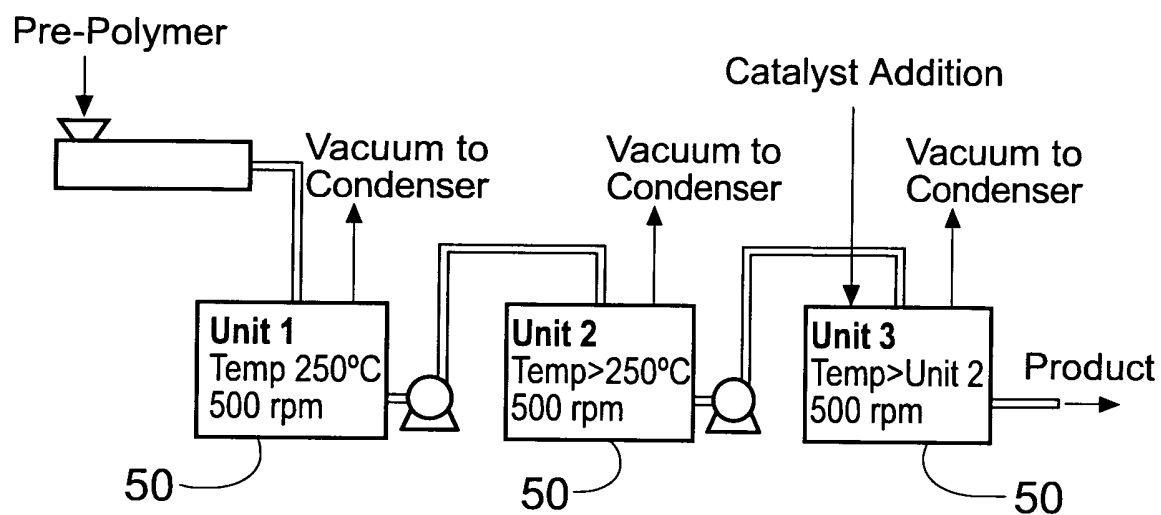 Pre-Polymer
Catalyst Addition
Vacuum to
Condenser
Vacuum to
Condenser
Vacuum to
Condenser
Unit 1
Temp 250ºC
500 rpm
Unit 2
Temp>250ºC
500 rpm
Unit 3
Temp>Unit 2
500 rpm
Product
50
50
50